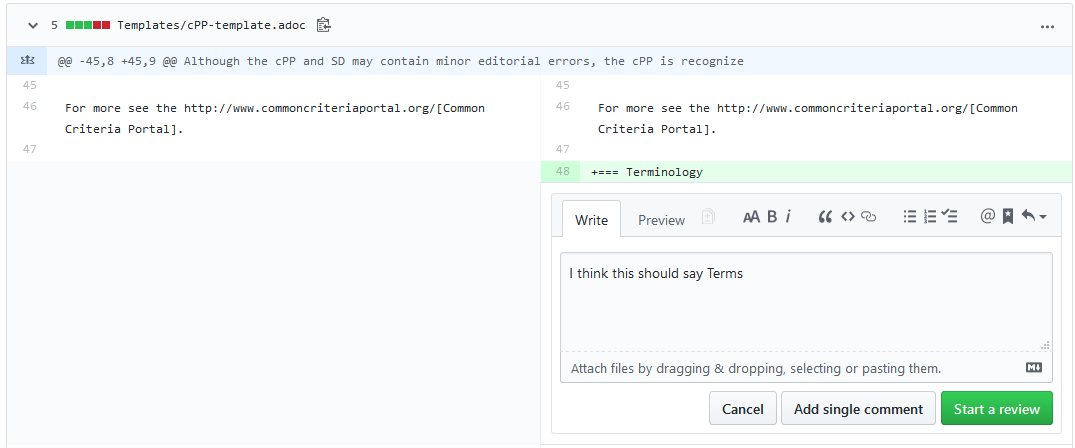 5 Templates/cPP-template.adoc
@@ -45,8 +45,9 @@ Although the cPP and SD may contain minor editorial errors, the cPP is recognize
45 45
46 For more see the http://www.commoncriteriaportal.org/[Common
Criteria Portal].
46 For more see the http://www.commoncriteriaportal.org/[Common
Criteria Portal].
47 47
48 +=== Terminology
Write Preview AA B i @
I think this should say Terms
Attach files by dragging & dropping, selecting or pasting them. M↓
Cancel Add single comment Start a review